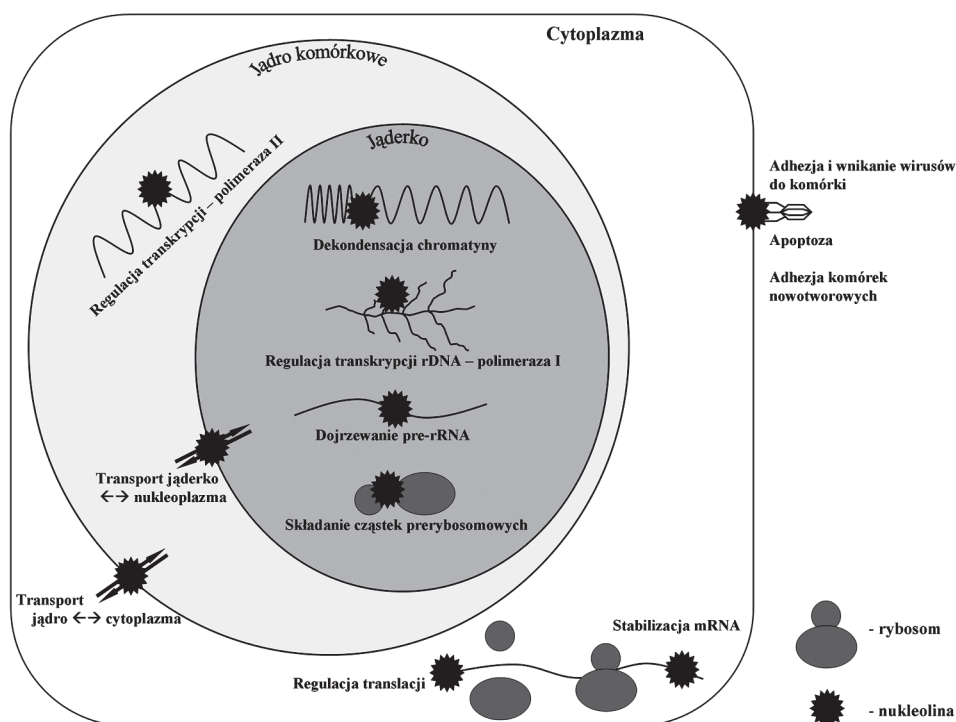 Cytoplazma
Jądro komórkowe
Jąderko
Regulacja transkrypcji – polimeraza II
Dekondensacja chromatyny
Regulacja transkrypcji rDNA – polimeraza I
Dojrzewanie pre-rRNA
Składanie cząstek prerybosomowych
Transport jąderko
←→ nukleoplazma
Transport
jądro ←→ cytoplazma
Adhezja i wnikanie wirusów
do komórki
Apoptoza
Adhezja komórek
nowotworowych
Stabilizacja mRNA
Regulacja translacji
- rybosom
- nukleolina